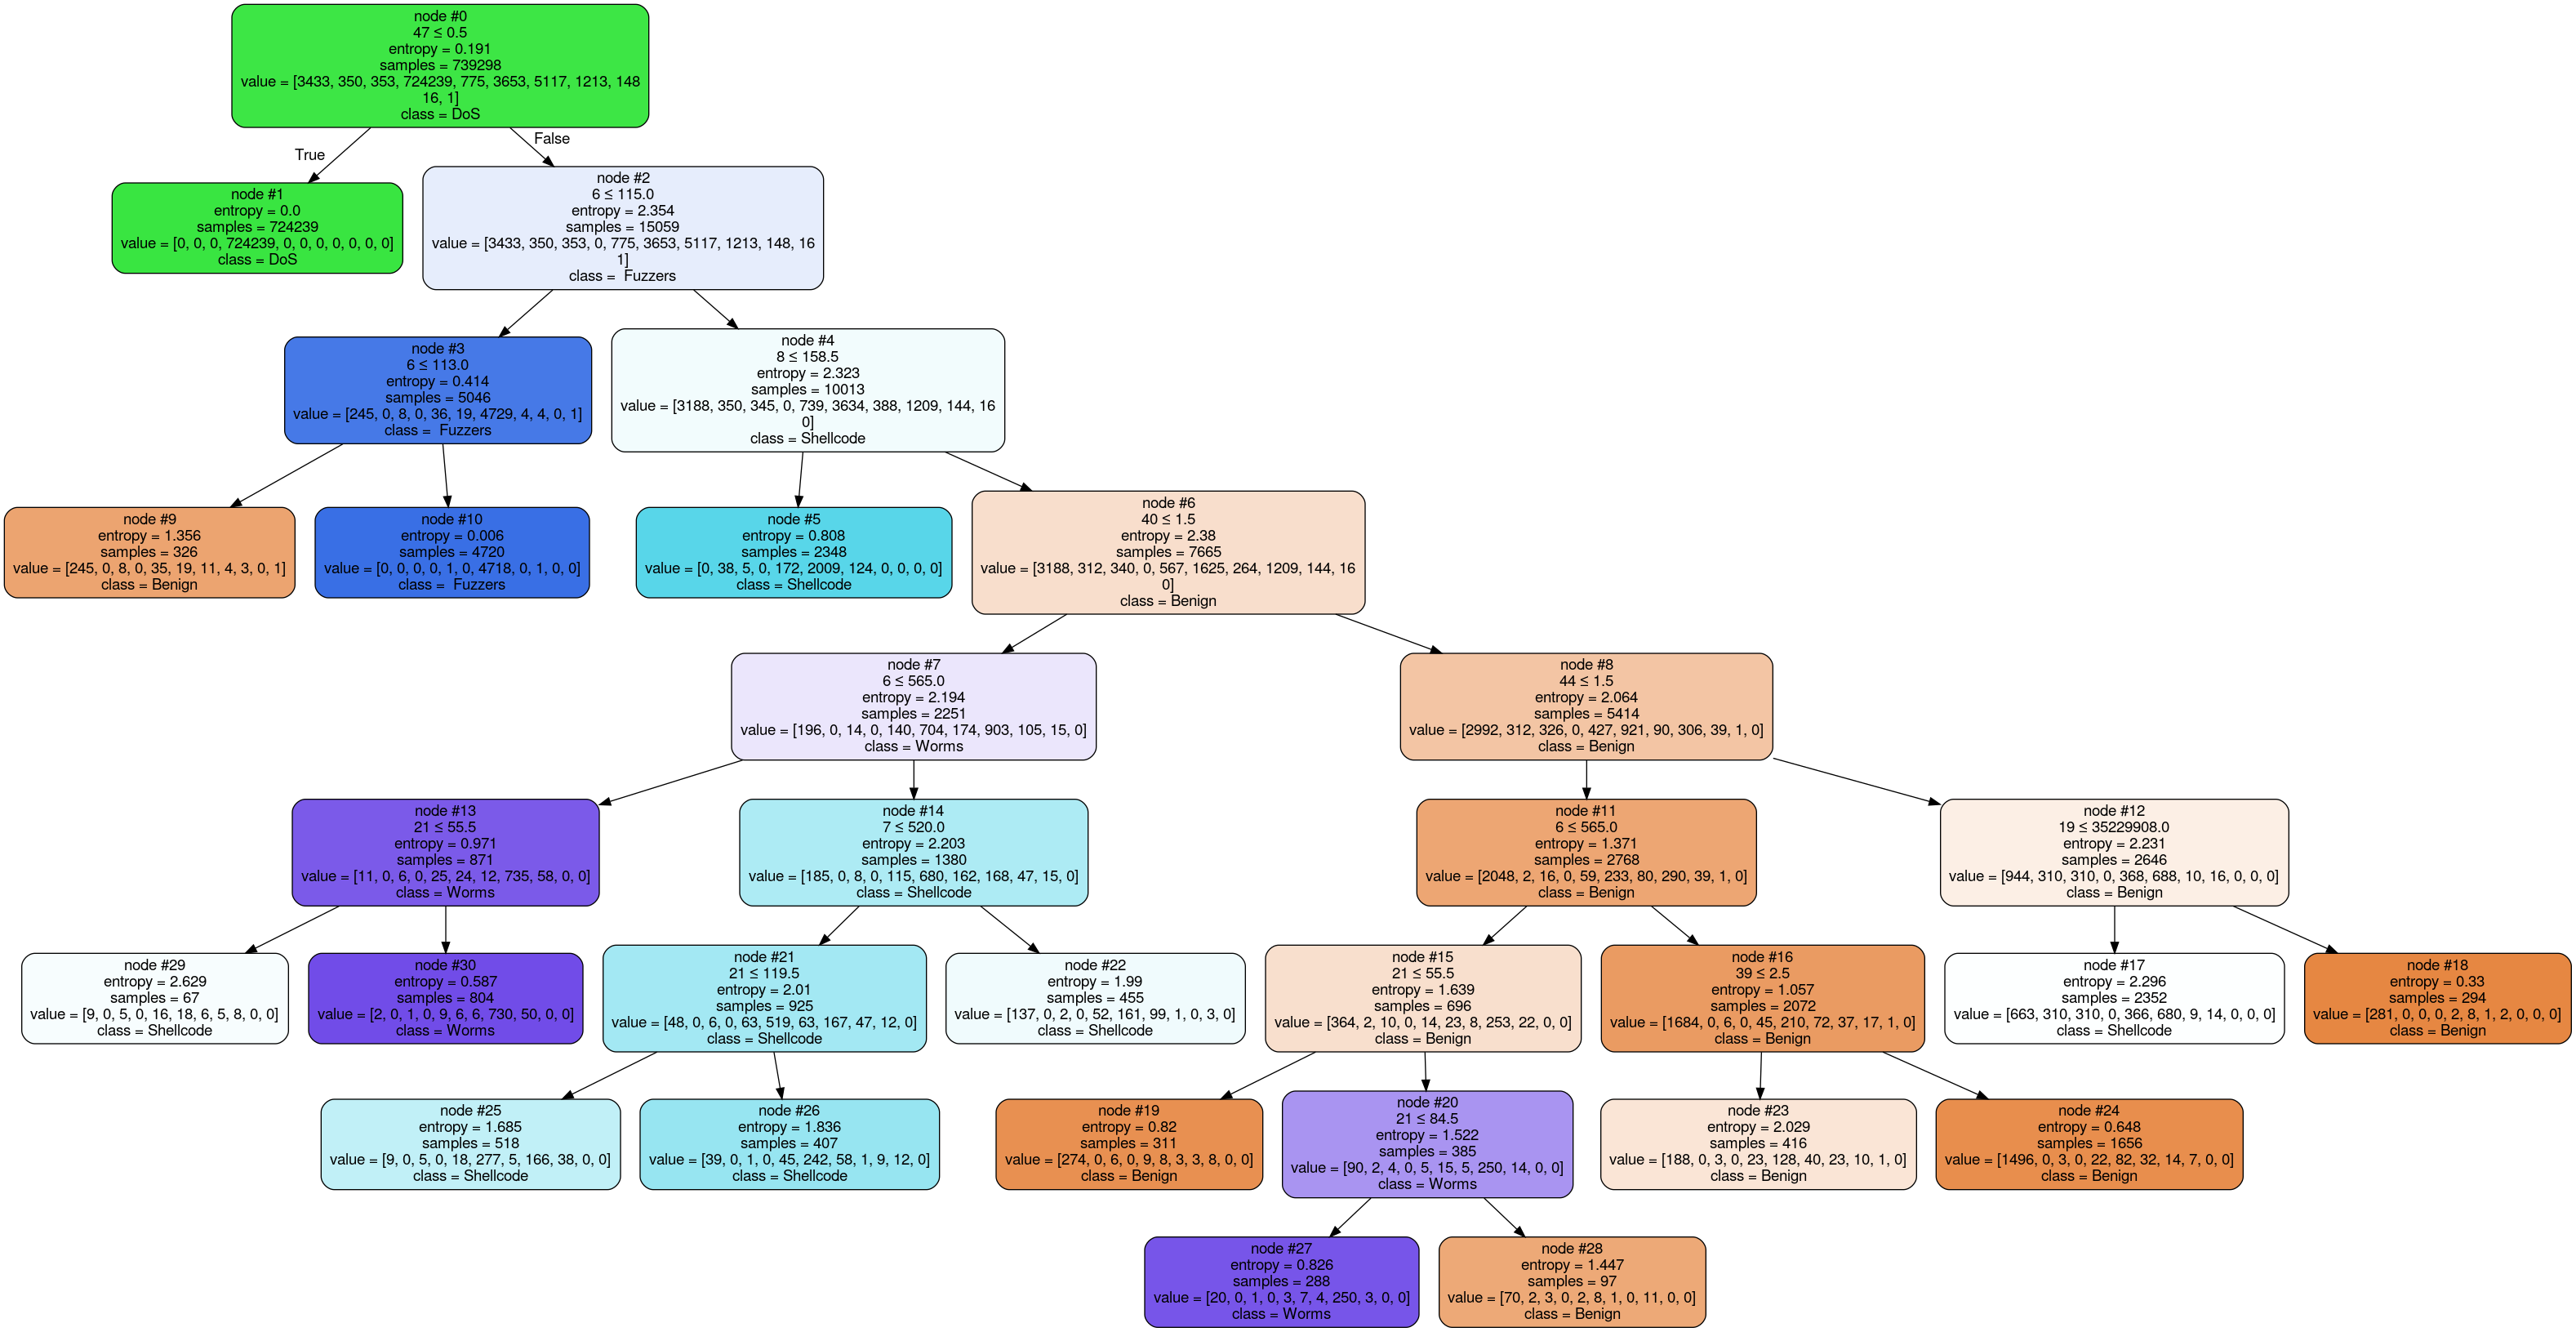 node #0
47 ≤ 0.5
entropy = 0.191
samples = 739298
value = [3433, 350, 353, 724239, 775, 3653, 5117, 1213, 148
16, 1]
class = DoS
True
False
node #1
entropy = 0.0
samples = 724239
value = [0, 0, 0, 724239, 0, 0, 0, 0, 0, 0, 0]
class = DoS
node #2
6 ≤ 115.0
entropy = 2.354
samples = 15059
value = [3433, 350, 353, 0, 775, 3653, 5117, 1213, 148, 16
1]
class =  Fuzzers
node #3
6 ≤ 113.0
entropy = 0.414
samples = 5046
value = [245, 0, 8, 0, 36, 19, 4729, 4, 4, 0, 1]
class =  Fuzzers
node #4
8 ≤ 158.5
entropy = 2.323
samples = 10013
value = [3188, 350, 345, 0, 739, 3634, 388, 1209, 144, 16
0]
class = Shellcode
node #9
entropy = 1.356
samples = 326
value = [245, 0, 8, 0, 35, 19, 11, 4, 3, 0, 1]
class = Benign
node #10
entropy = 0.006
samples = 4720
value = [0, 0, 0, 0, 1, 0, 4718, 0, 1, 0, 0]
class =  Fuzzers
node #5
entropy = 0.808
samples = 2348
value = [0, 38, 5, 0, 172, 2009, 124, 0, 0, 0, 0]
class = Shellcode
node #6
40 ≤ 1.5
entropy = 2.38
samples = 7665
value = [3188, 312, 340, 0, 567, 1625, 264, 1209, 144, 16
0]
class = Benign
node #7
6 ≤ 565.0
entropy = 2.194
samples = 2251
value = [196, 0, 14, 0, 140, 704, 174, 903, 105, 15, 0]
class = Worms
node #8
44 ≤ 1.5
entropy = 2.064
samples = 5414
value = [2992, 312, 326, 0, 427, 921, 90, 306, 39, 1, 0]
class = Benign
node #13
21 ≤ 55.5
entropy = 0.971
samples = 871
value = [11, 0, 6, 0, 25, 24, 12, 735, 58, 0, 0]
class = Worms
node #14
7 ≤ 520.0
entropy = 2.203
samples = 1380
value = [185, 0, 8, 0, 115, 680, 162, 168, 47, 15, 0]
class = Shellcode
node #11
6 ≤ 565.0
entropy = 1.371
samples = 2768
value = [2048, 2, 16, 0, 59, 233, 80, 290, 39, 1, 0]
class = Benign
node #12
19 ≤ 35229908.0
entropy = 2.231
samples = 2646
value = [944, 310, 310, 0, 368, 688, 10, 16, 0, 0, 0]
class = Benign
node #29
entropy = 2.629
samples = 67
value = [9, 0, 5, 0, 16, 18, 6, 5, 8, 0, 0]
class = Shellcode
node #30
entropy = 0.587
samples = 804
value = [2, 0, 1, 0, 9, 6, 6, 730, 50, 0, 0]
class = Worms
node #21
21 ≤ 119.5
entropy = 2.01
samples = 925
value = [48, 0, 6, 0, 63, 519, 63, 167, 47, 12, 0]
class = Shellcode
node #22
entropy = 1.99
samples = 455
value = [137, 0, 2, 0, 52, 161, 99, 1, 0, 3, 0]
class = Shellcode
node #15
21 ≤ 55.5
entropy = 1.639
samples = 696
value = [364, 2, 10, 0, 14, 23, 8, 253, 22, 0, 0]
class = Benign
node #16
39 ≤ 2.5
entropy = 1.057
samples = 2072
value = [1684, 0, 6, 0, 45, 210, 72, 37, 17, 1, 0]
class = Benign
node #17
entropy = 2.296
samples = 2352
value = [663, 310, 310, 0, 366, 680, 9, 14, 0, 0, 0]
class = Shellcode
node #18
entropy = 0.33
samples = 294
value = [281, 0, 0, 0, 2, 8, 1, 2, 0, 0, 0]
class = Benign
node #25
entropy = 1.685
samples = 518
value = [9, 0, 5, 0, 18, 277, 5, 166, 38, 0, 0]
class = Shellcode
node #26
entropy = 1.836
samples = 407
value = [39, 0, 1, 0, 45, 242, 58, 1, 9, 12, 0]
class = Shellcode
node #19
entropy = 0.82
samples = 311
value = [274, 0, 6, 0, 9, 8, 3, 3, 8, 0, 0]
class = Benign
node #20
21 ≤ 84.5
entropy = 1.522
samples = 385
value = [90, 2, 4, 0, 5, 15, 5, 250, 14, 0, 0]
class = Worms
node #23
entropy = 2.029
samples = 416
value = [188, 0, 3, 0, 23, 128, 40, 23, 10, 1, 0]
class = Benign
node #24
entropy = 0.648
samples = 1656
value = [1496, 0, 3, 0, 22, 82, 32, 14, 7, 0, 0]
class = Benign
node #27
entropy = 0.826
samples = 288
value = [20, 0, 1, 0, 3, 7, 4, 250, 3, 0, 0]
class = Worms
node #28
entropy = 1.447
samples = 97
value = [70, 2, 3, 0, 2, 8, 1, 0, 11, 0, 0]
class = Benign